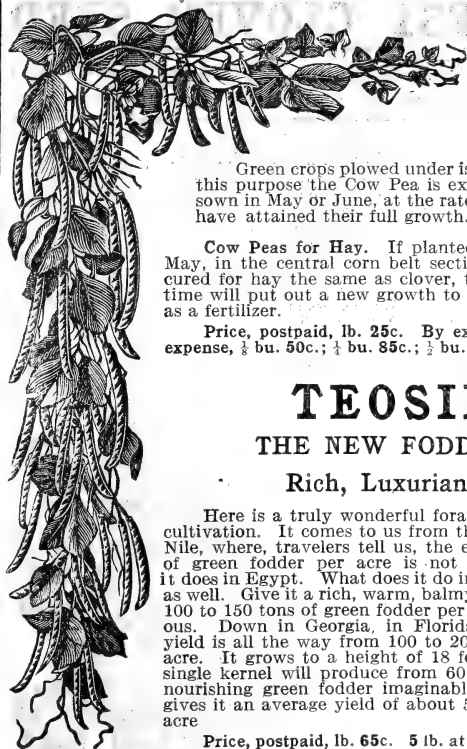 Green crops plowed under is
this purpose the Cow Pea is ex
sown in May or June, at the rate
have attained their full growth.
Cow Peas for Hay. If planted
May, in the central corn belt secti
cured for hay the same as clover, t
time will put out a new growth to
as a fertilizer.
Price, postpaid, lb. 25c. By ex
expense, ⅛ bu. 50c.; ¼ bu. 85c.; ½ bu.
TEOSI
THE NEW FODD
Rich, Luxurian
Here is a truly wonderful fora
cultivation. It comes to us from th
Nile, where, travelers tell us, the e
of green fodder per acre is not
it does in Egypt. What does it do in
as well. Give it a rich, warm, balmy
100 to 150 tons of green fodder per
ous. Down in Georgia, in Florida
yield is all the way from 100 to 20
acre. It grows to a height of 18 fe
single kernel will produce from 60
nourishing green fodder imaginabl
gives it an average yield of about 5
acre
Price, postpaid, lb. 65c. 5 lb. at